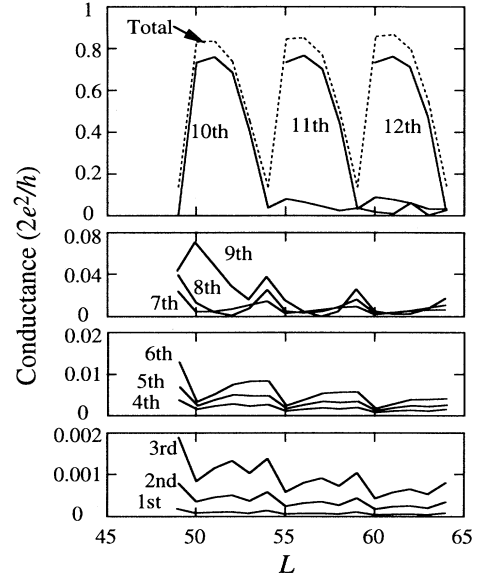 1
Total
0.8
0.6
10th 11th 12th
0.4
0.2
0
Conductance (2e²/h)
0.08
9th
0.04
8th
7th
0
0.02
6th
0.01
5th
4th
0
0.002
3rd
0.001
2nd
1st
0
45 50 55 60 65
L